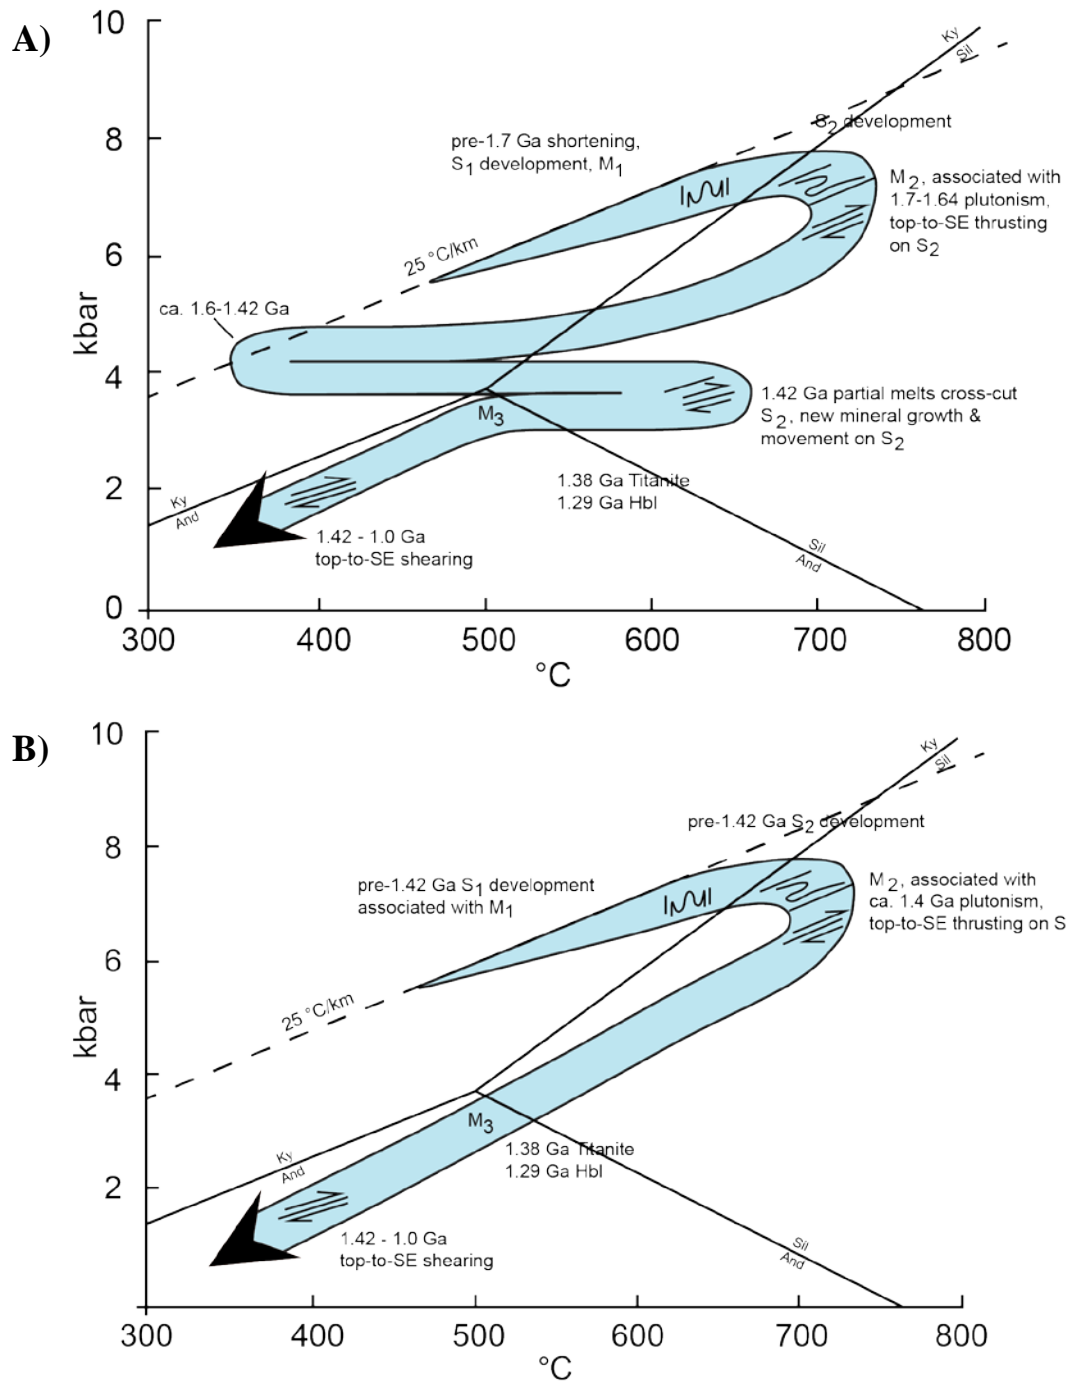 A)
10
Ky
Sil
S2 development
8
pre-1.7 Ga shortening,
S1 development, M1
M2, associated with
1.7-1.64 plutonism,
top-to-SE thrusting
on S2
6
25 °C/km
ca. 1.6-1.42 Ga
kbar
4
1.42 Ga partial melts cross-cut
S2, new mineral growth &
movement on S2
M3
2
1.38 Ga Titanite
1.29 Ga Hbl
Ky
And
1.42 - 1.0 Ga
top-to-SE shearing
Sil
And
0
300 400 500 600 700 800
°C
B)
10
Ky
Sil
pre-1.42 Ga S2 development
8
pre-1.42 Ga S1 development
associated with M1
M2, associated with
ca. 1.4 Ga plutonism,
top-to-SE thrusting on S
6
25 °C/km
kbar
4
M3
1.38 Ga Titanite
1.29 Ga Hbl
Ky
And
2
1.42 - 1.0 Ga
top-to-SE shearing
Sil
And
300 400 500 600 700 800
°C